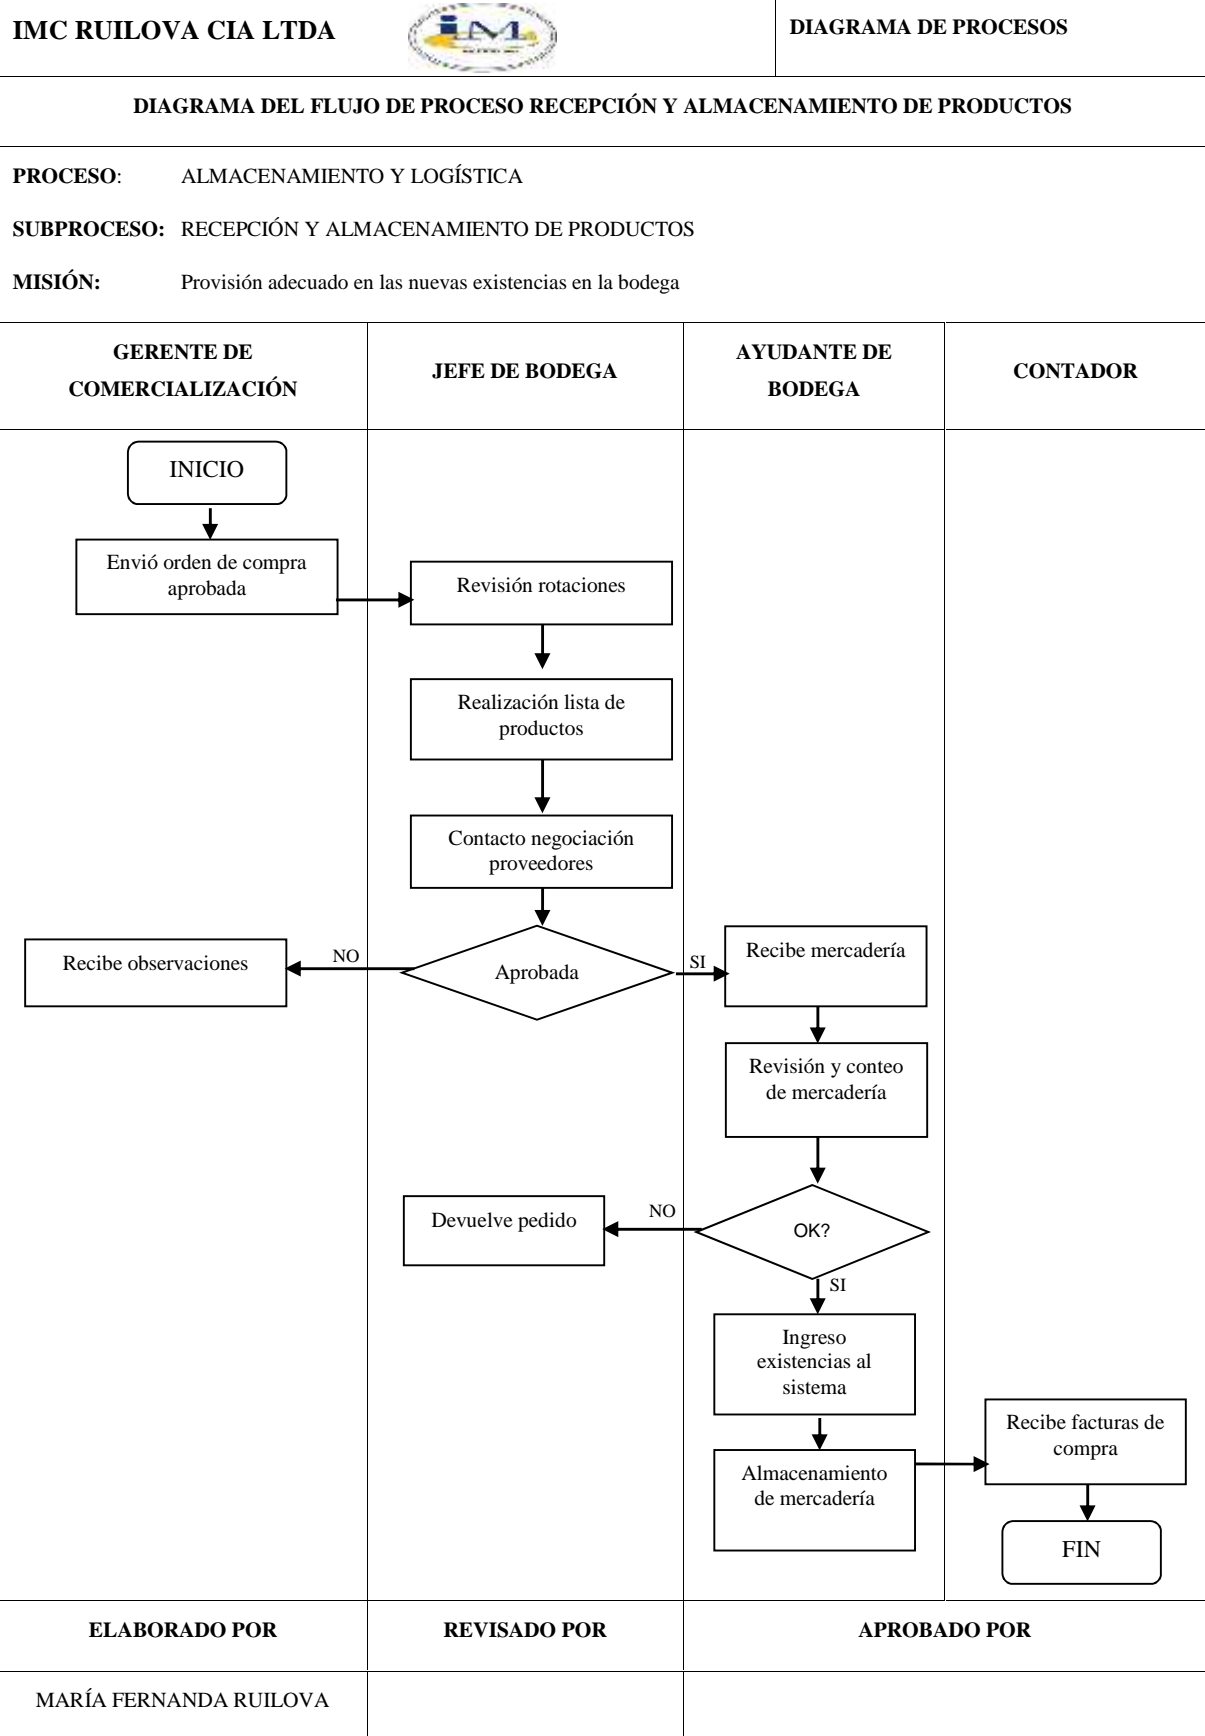 IMC RUILOVA CIA LTDA
DIAGRAMA DE PROCESOS
DIAGRAMA DEL FLUJO DE PROCESO RECEPCIÓN Y ALMACENAMIENTO DE PRODUCTOS
PROCESO: ALMACENAMIENTO Y LOGÍSTICA
SUBPROCESO: RECEPCIÓN Y ALMACENAMIENTO DE PRODUCTOS
MISIÓN: Provisión adecuado en las nuevas existencias en la bodega
GERENTE DE
COMERCIALIZACIÓN
JEFE DE BODEGA
AYUDANTE DE
BODEGA
CONTADOR
INICIO
Envió orden de compra
aprobada
Revisión rotaciones
Realización lista de
productos
Contacto negociación
proveedores
Aprobada
NO
Recibe observaciones
SI
Recibe mercadería
Revisión y conteo
de mercadería
OK?
NO
Devuelve pedido
SI
Ingreso
existencias al
sistema
Almacenamiento
de mercadería
Recibe facturas de
compra
FIN
ELABORADO POR
REVISADO POR
APROBADO POR
MARÍA FERNANDA RUILOVA